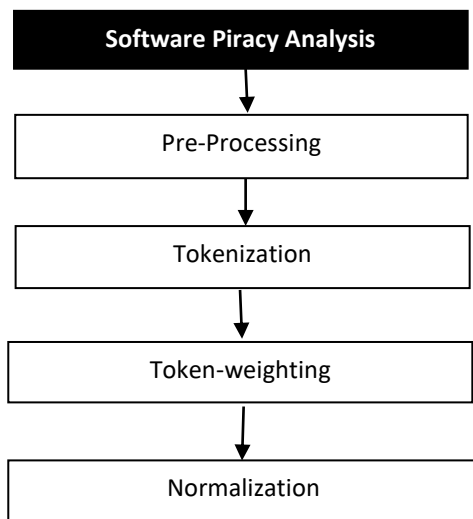 Software Piracy Analysis
Pre-Processing
Tokenization
Token-weighting
Normalization